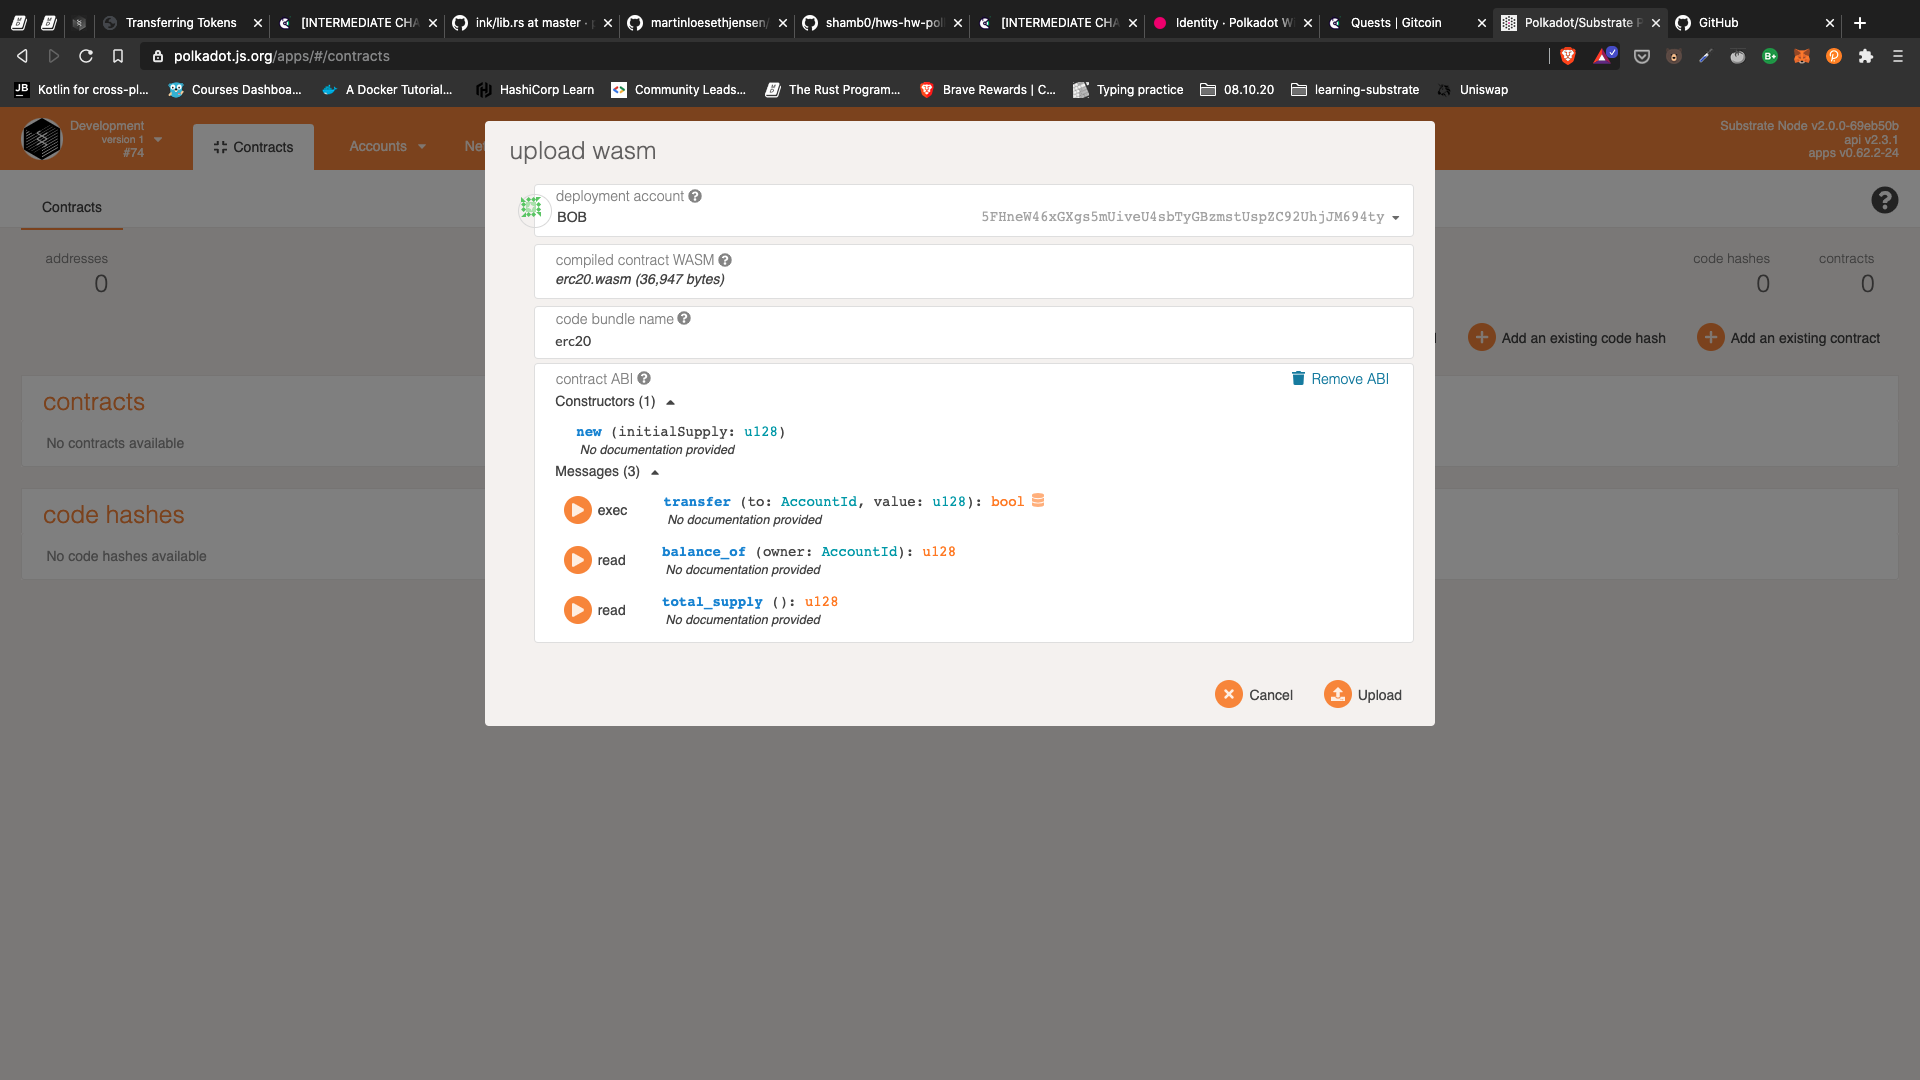 Transferring Tokens
[INTERMEDIATE CHA
ink/lib.rs at master ·
martinloesethjensen/
shamb0/hws-hw-pol
[INTERMEDIATE CHA
Identity · Polkadot W
Quests | Gitcoin
Polkadot/Substrate P
GitHub
polkadot.js.org/apps/#/contracts
Kotlin for cross-pl...
Courses Dashboa...
A Docker Tutorial...
HashiCorp Learn
Community Leads...
The Rust Program...
Brave Rewards | C...
Typing practice
08.10.20
learning-substrate
Uniswap
Development
version 1
#74
Contracts
Accounts
Net
Substrate Node v2.0.0-69eb50b
api v2.3.1
apps v0.62.2-24
Contracts
addresses
0
code hashes
0
contracts
0
Add an existing code hash
Add an existing contract
contracts
No contracts available
code hashes
No code hashes available
upload wasm
deployment account
BOB
5FHneW46xGXgs5mUiveU4sbTyGBzmstUspZC92UhjJM694ty
compiled contract WASM
erc20.wasm (36,947 bytes)
code bundle name
erc20
contract ABI
Remove ABI
Constructors (1)
new (initialSupply: u128)
No documentation provided
Messages (3)
exec
transfer (to: AccountId, value: u128): bool
No documentation provided
read
balance_of (owner: AccountId): u128
No documentation provided
read
total_supply (): u128
No documentation provided
Cancel
Upload